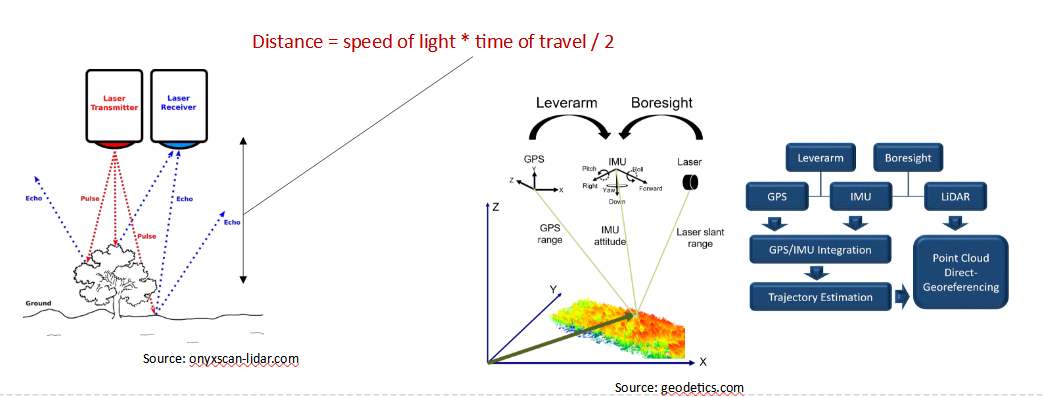 Distance = speed of light * time of travel / 2
Laser
Transmitter
Laser
Receiver
Echo
Pulse
Echo
Echo
Pulse
Ground
Source: onyxscan-lidar.com
Leverarm
Boresight
GPS
IMU
Laser
Y
Z
X
Pitch
Roll
Right
Yaw
Forward
Down
Z
GPS
range
IMU
attitude
Laser slant
range
Y
X
Source: geodetics.com
Leverarm
Boresight
GPS
IMU
LiDAR
GPS/IMU Integration
Trajectory Estimation
Point Cloud
Direct-
Georeferencing